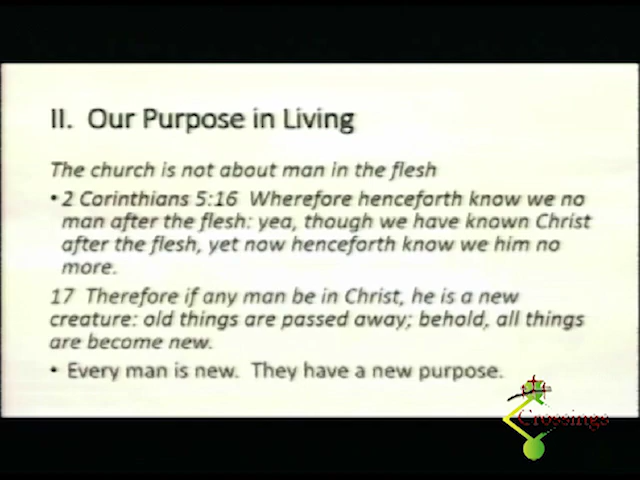 II. Our Purpose in Living
The church is not about man in the flesh
• 2 Corinthians 5:16 Wherefore henceforth know we no
man after the flesh: yea, though we have known Christ
after the flesh, yet now henceforth know we him no
more.
17 Therefore if any man be in Christ, he is a new
creature: old things are passed away; behold, all things
are become new.
• Every man is new. They have a new purpose.
Crossings